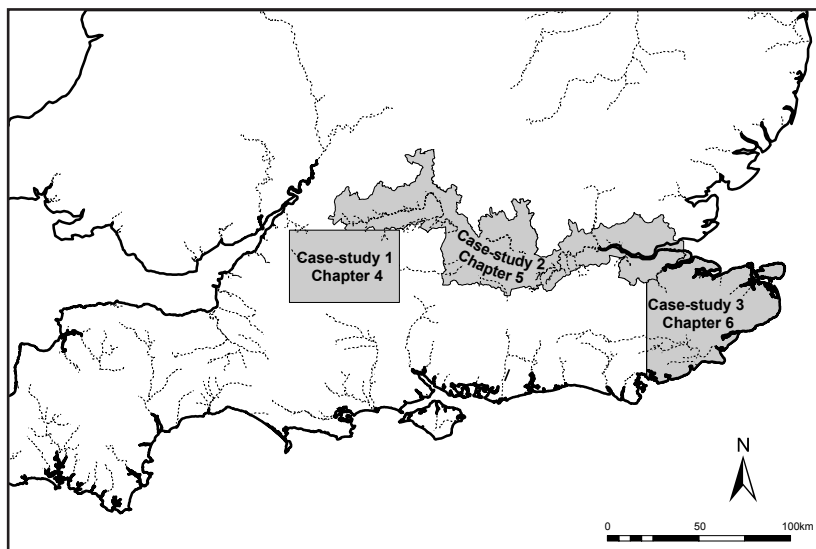 Case-study 1
Chapter 4
Case-study 2
Chapter 5
Case-study 3
Chapter 6
N
0 50 100km